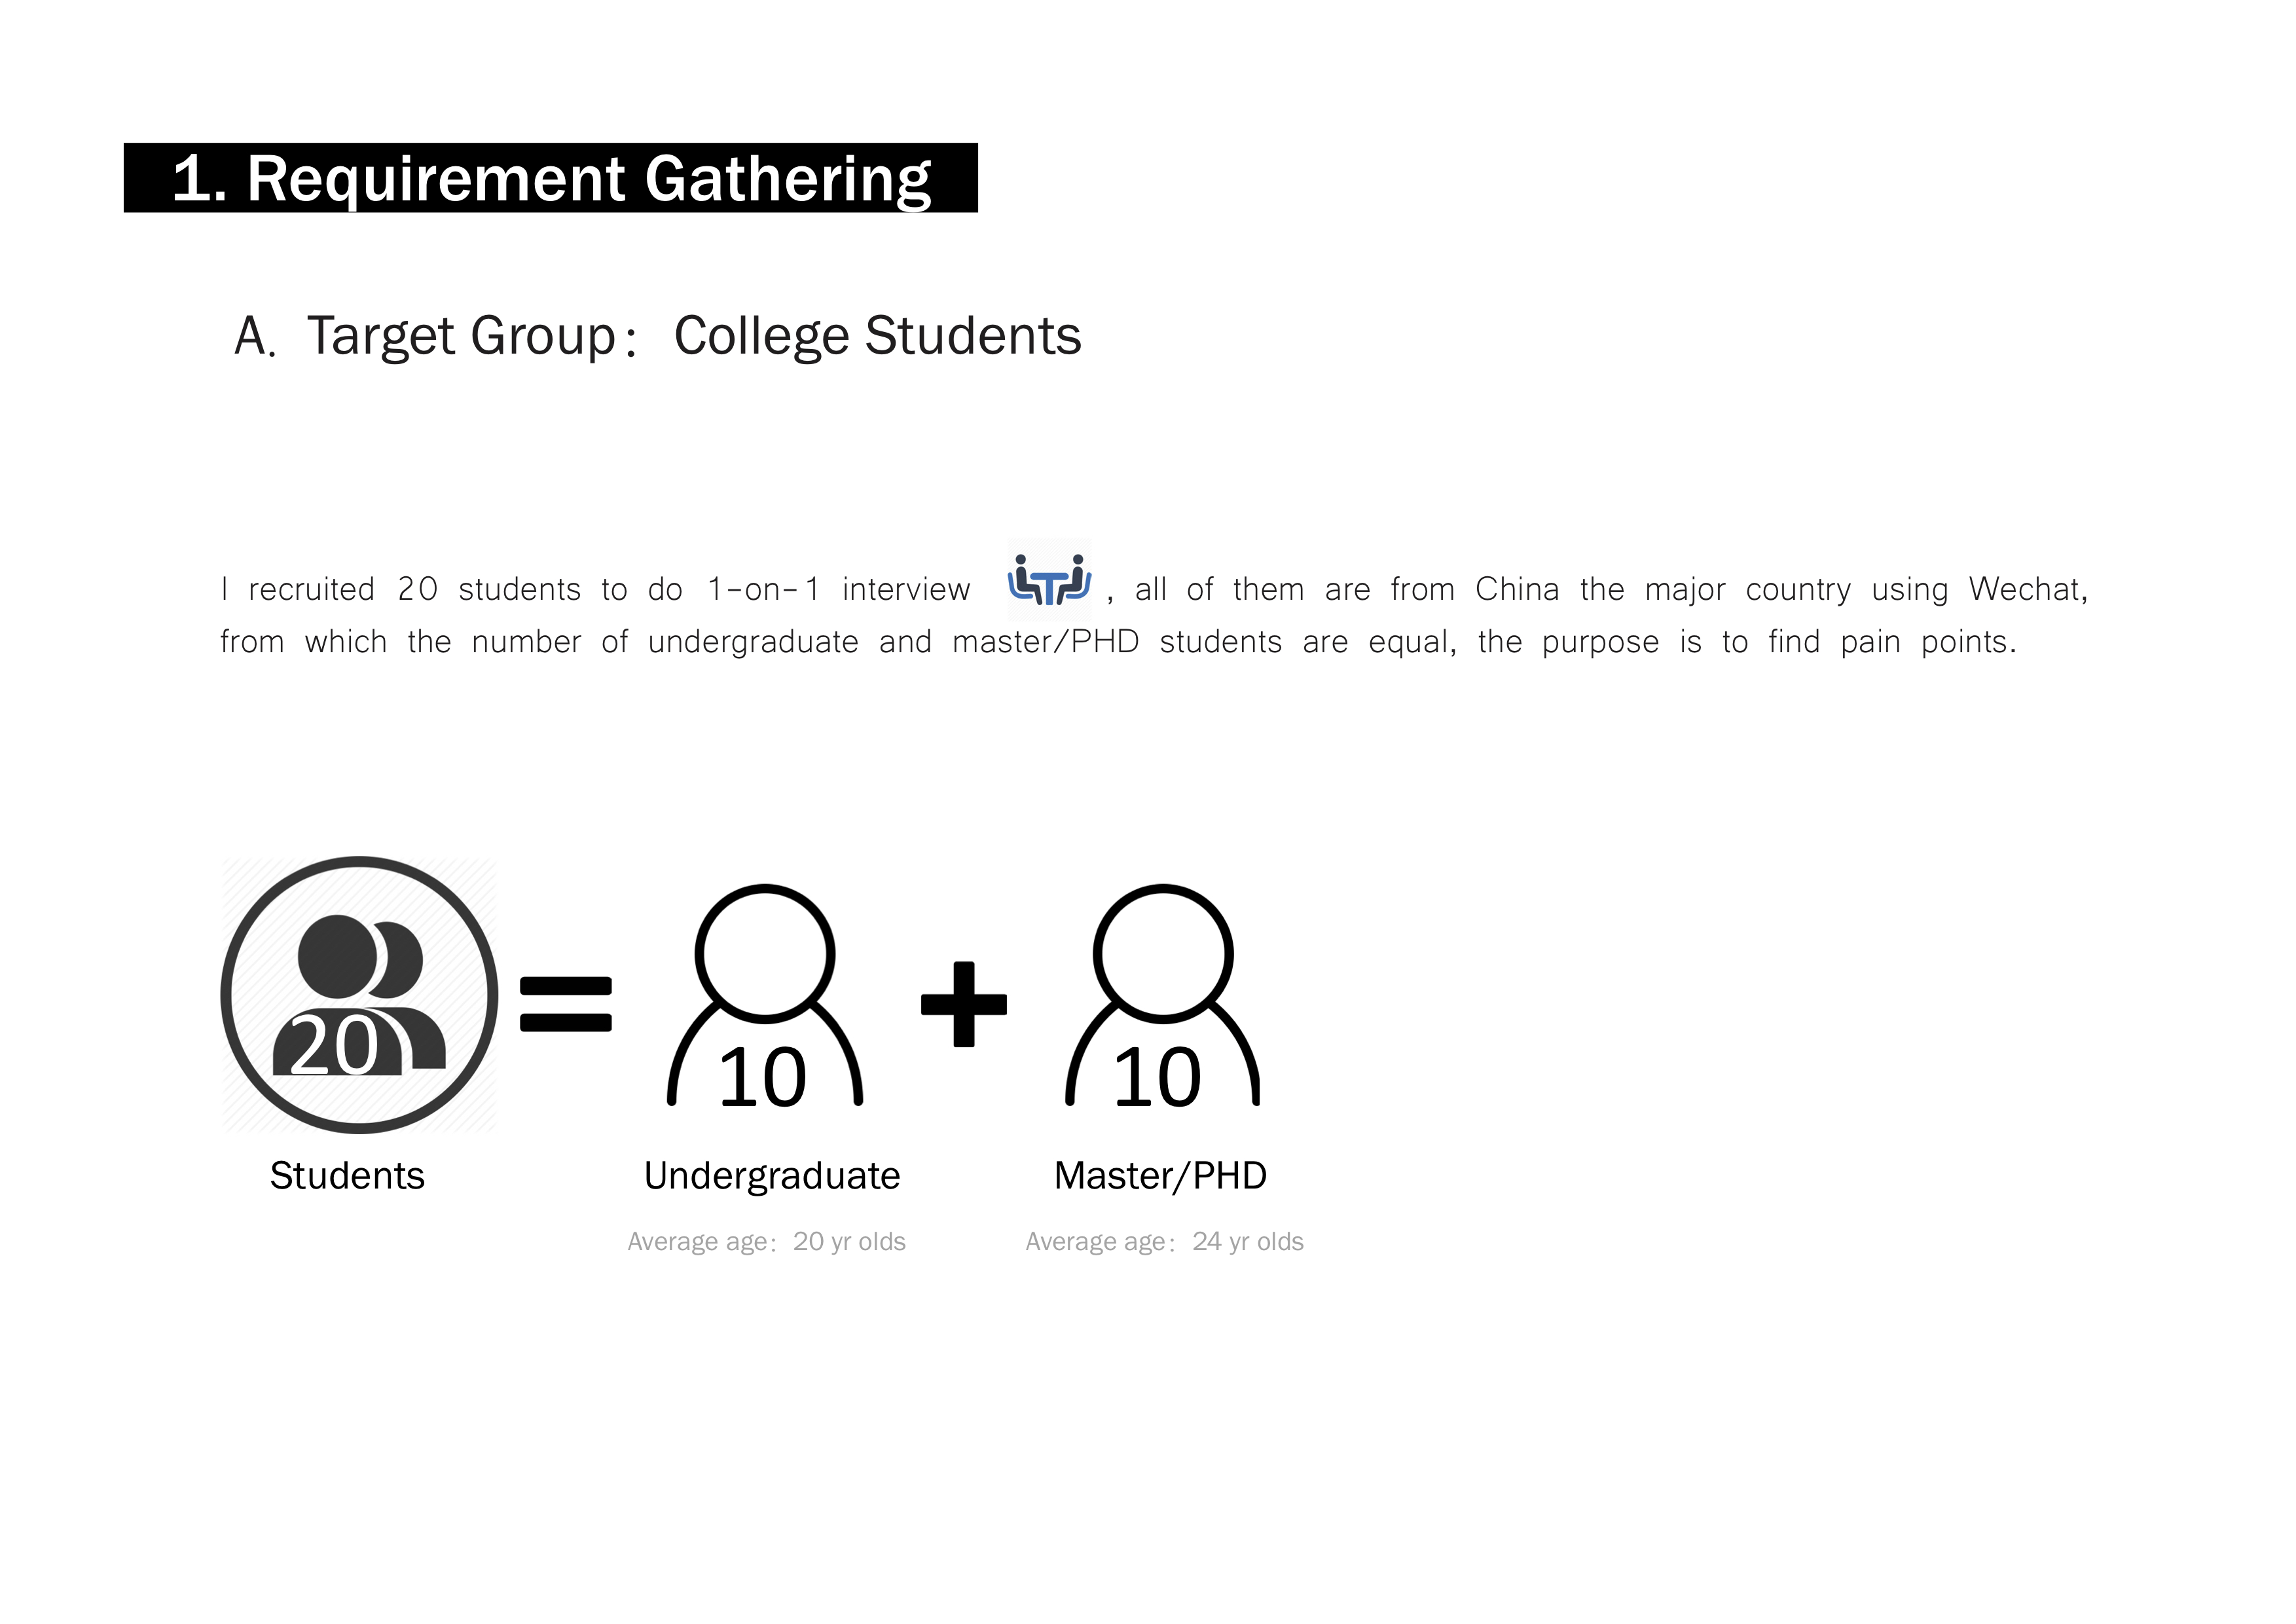 1. Requirement Gathering
A. Target Group： College Students
I recruited 20 students to do 1-on-1 interview , all of them are from China the major country using Wechat,
from which the number of undergraduate and master/PHD students are equal, the purpose is to find pain points.
20 = 10 + 10
Students Undergraduate Master/PHD
Average age：20 yr olds Average age：24 yr olds